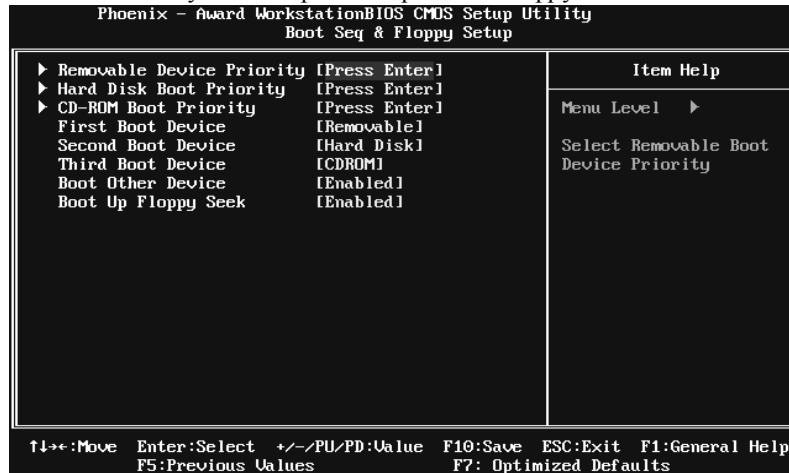 Phoenix - Award WorkstationBIOS CMOS Setup Utility
Boot Seq & Floppy Setup
Removable Device Priority [Press Enter]
Hard Disk Boot Priority [Press Enter]
CD-ROM Boot Priority [Press Enter]
First Boot Device [Removable]
Second Boot Device [Hard Disk]
Third Boot Device [CDROM]
Boot Other Device [Enabled]
Boot Up Floppy Seek [Enabled]
Item Help
Menu Level
Select Removable Boot
Device Priority
↑↓→←:Move Enter:Select +/-/PU/PD:Value F10:Save ESC:Exit F1:General Help
F5:Previous Values F7: Optimized Defaults